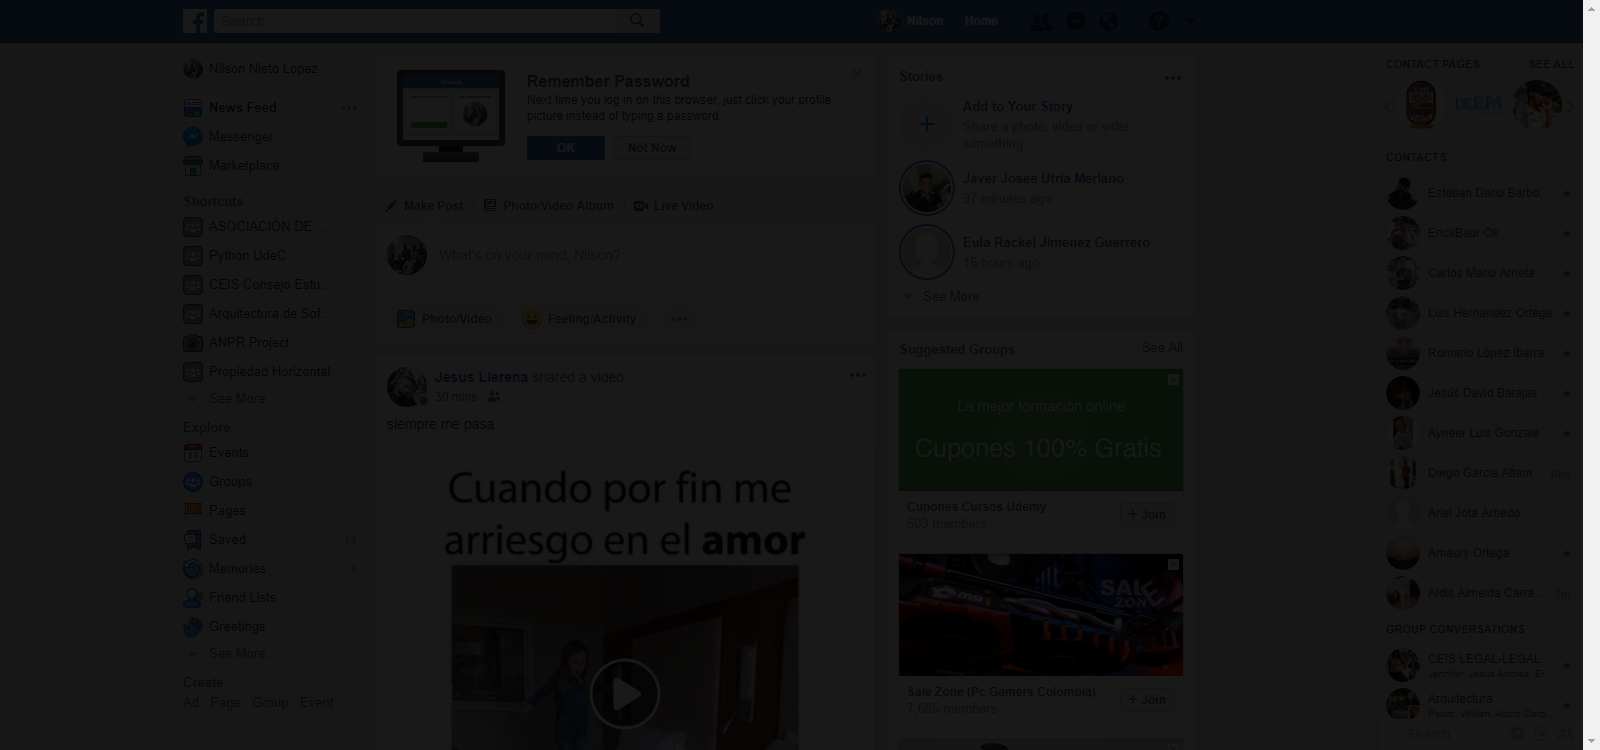 Search
Nilson
Home
Nilson Nieto Lopez
News Feed
Messenger
Marketplace
Shortcuts
ASOCIACIÓN DE ...
Python UdeC
CEIS Consejo Estu...
Arquitectura de Sof...
ANPR Project
Propiedad Horizontal
See More...
Explore
Events
Groups
Pages
Saved 14
Memories 1
Friend Lists
Greetings
See More...
Create
Ad Page Group Event
Remember Password
Next time you log in on this browser, just click your profile
picture instead of typing a password.
OK
Not Now
Make Post
Photo/Video Album
Live Video
What's on your mind, Nilson?
Photo/Video
Feeling/Activity
Jesus Llerena shared a video
30 mins
siempre me pasa
Cuando por fin me
arriesgo en el amor
Stories
Add to Your Story
Share a photo, video or write
something
Javer Josee Utria Merlano
37 minutes ago
Eula Rackel Jimenez Guerrero
16 hours ago
See More
Suggested Groups
See All
La mejor formación online
Cupones 100% Gratis
Cupones Cursos Udemy
503 members
+ Join
SALE
ZONE
Sale Zone (Pc Gamers Colombia)
7,685 members
+ Join
CONTACT PAGES
SEE ALL
CONTACTS
Esteban Dario Barbo...
ErickBaor Ok
Carlos Mario Arrieta...
Luis Hernandez Ortega
Romario López Ibarra
Jesús David Barajas ...
Ayneer Luis Gonzale...
Diego Garcia Altam...
Ariel Jota Arnedo
Amaury Ortega
Aldis Almeida Carra...
GROUP CONVERSATIONS
CEIS LEGAL-LEGAL
Jennifer, Jesús Andrés, Er...
Arquitectura
Pedro, Willian, Astrid Caro...
Search